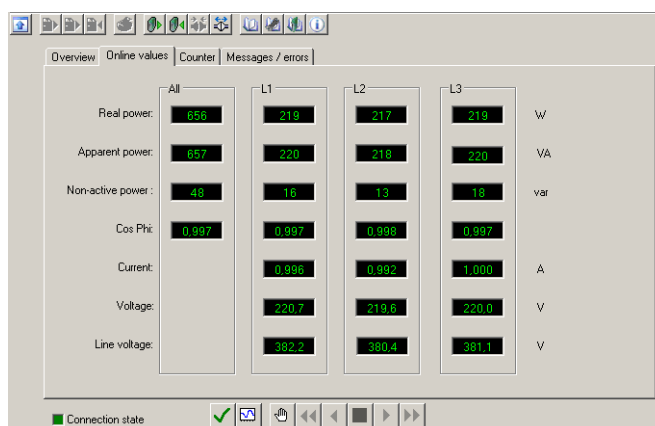 Overview Online values Counter Messages / errors
All L1 L2 L3
Real power: 656 219 217 219 W
Apparent power: 657 220 218 220 VA
Non-active power : 48 16 13 18 var
Cos Phi: 0,997 0,997 0,998 0,997
Current: 0,996 0,992 1,000 A
Voltage: 220,7 219,6 220,0 V
Line voltage: 382,2 380,4 381,1 V
Connection state